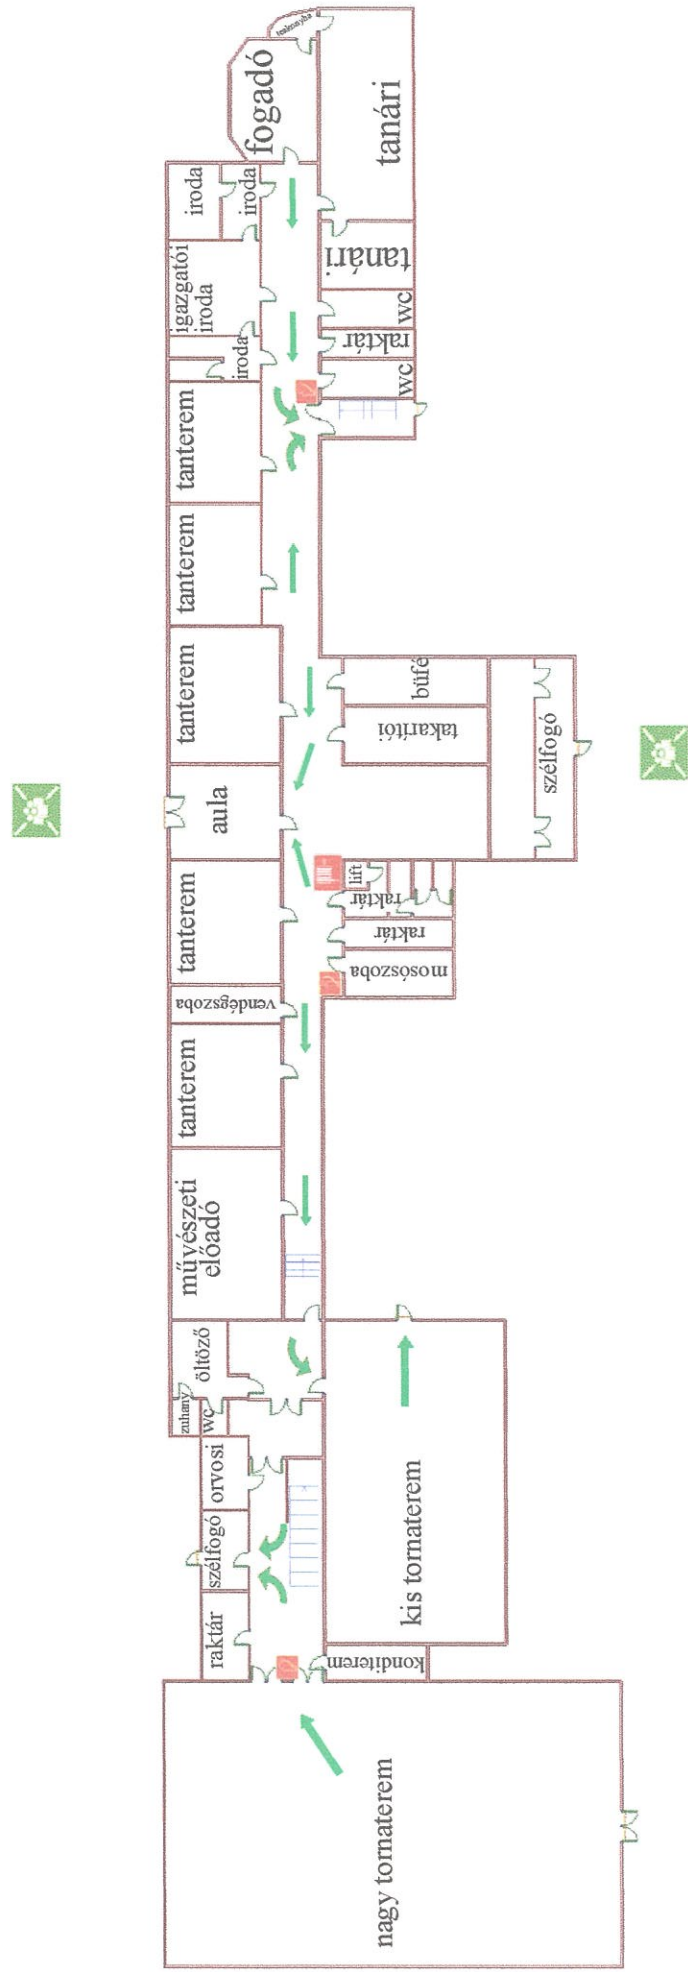 teakonyha
fogadó
tanári
iroda
iroda
tanári
igazgatói
iroda
wc
raktár
iroda
wc
tanterem
tanterem
tanterem
büfé
takarítói
szélfogó
aula
lift
raktár
tanterem
raktár
mosószoba
vendégszoba
tanterem
művészeti
előadó
öltöző
zuhany
wc
orvosi
szélfogó
kis tornaterem
raktár
konditerem
nagy tornaterem